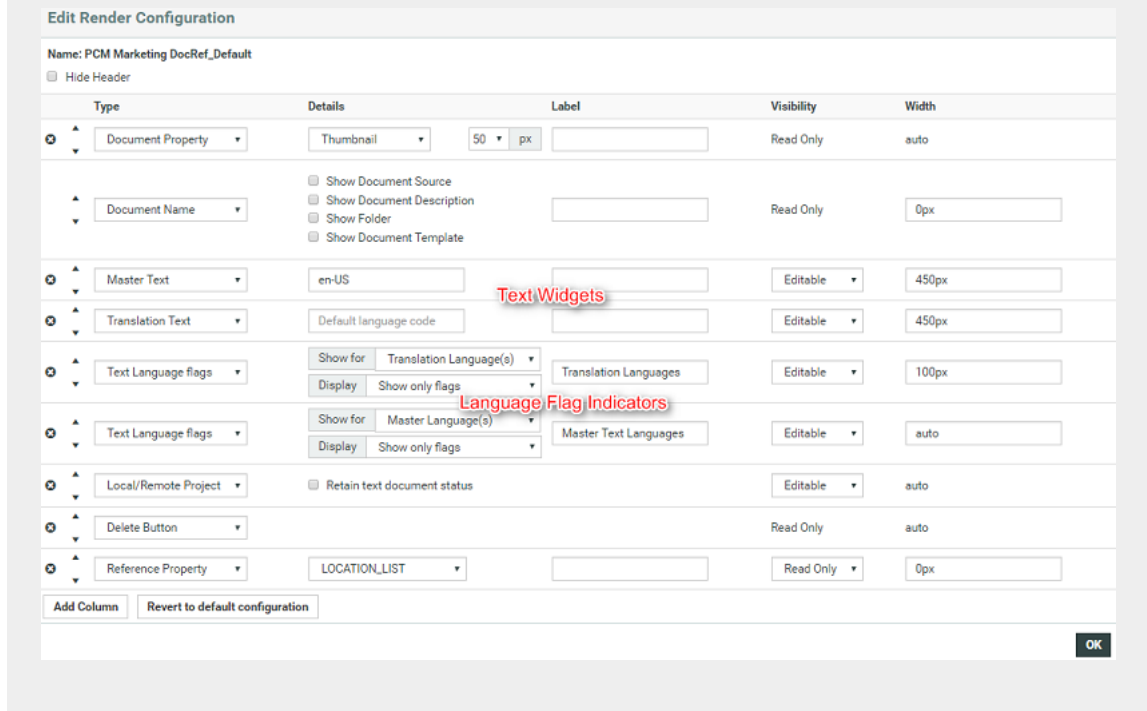 Edit Render Configuration
Name: PCM Marketing DocRef_Default
Hide Header
Type Details Label Visibility Width
Document Property Thumbnail 50 px Read Only auto
Show Document Source
Show Document Description
Document Name Read Only 0px
Show Folder
Show Document Template
Master Text en-US Editable 450px
Text Widgets
Translation Text Default language code Editable 450px
Show for Translation Language(s)
Text Language flags Translation Languages Editable 100px
Display Show only flags
Language Flag Indicators
Show for Master Language(s)
Text Language flags Master Text Languages Editable auto
Display Show only flags
Local/Remote Project Retain text document status Editable auto
Delete Button Read Only auto
Reference Property LOCATION_LIST Read Only 0px
Add Column Revert to default configuration
OK